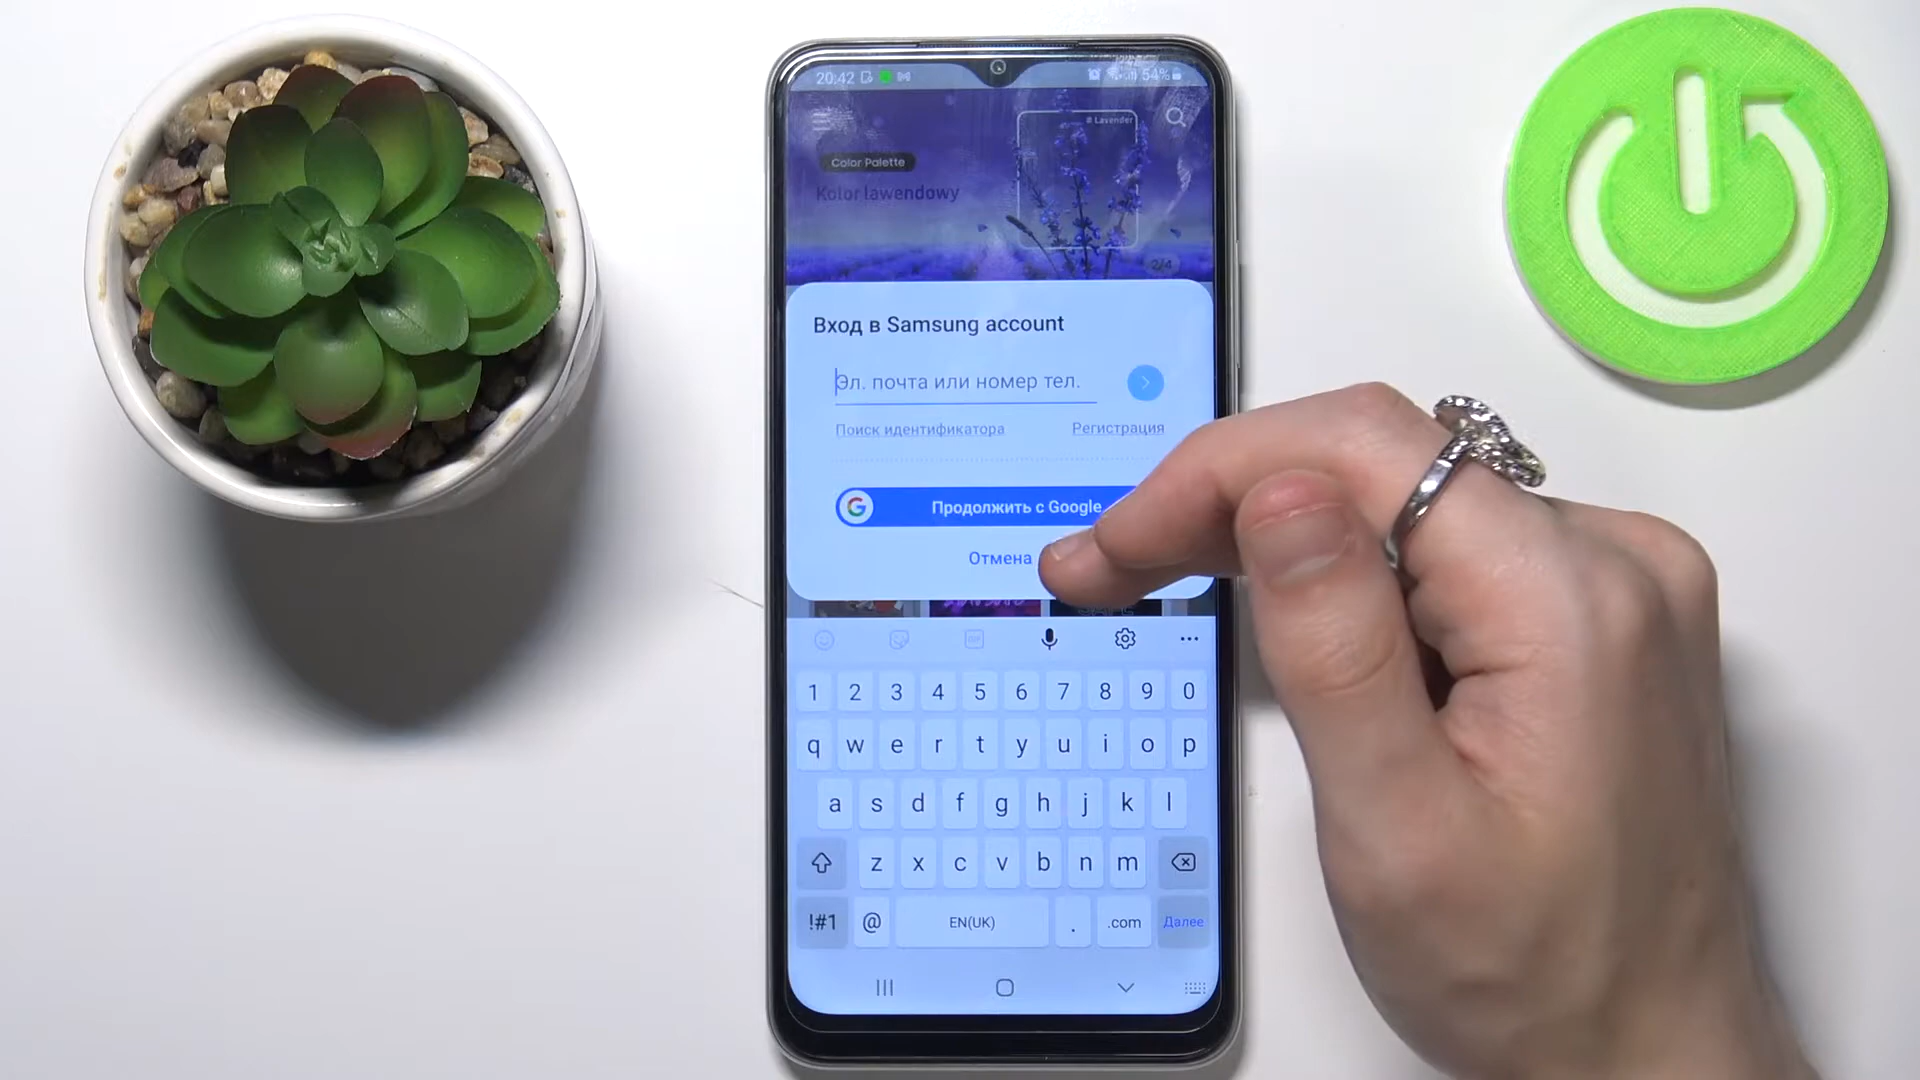 20:42
54%
# Lavender
Color Palette
Kolor lawendowy
2/4
Вход в Samsung account
Эл. почта или номер тел.
Поиск идентификатора
Регистрация
G
Продолжить с Google
Отмена
GIF
1 2 3 4 5 6 7 8 9 0
q w e r t y u i o p
a s d f g h j k l
z x c v b n m
!#1 @ EN(UK) . .com Далее